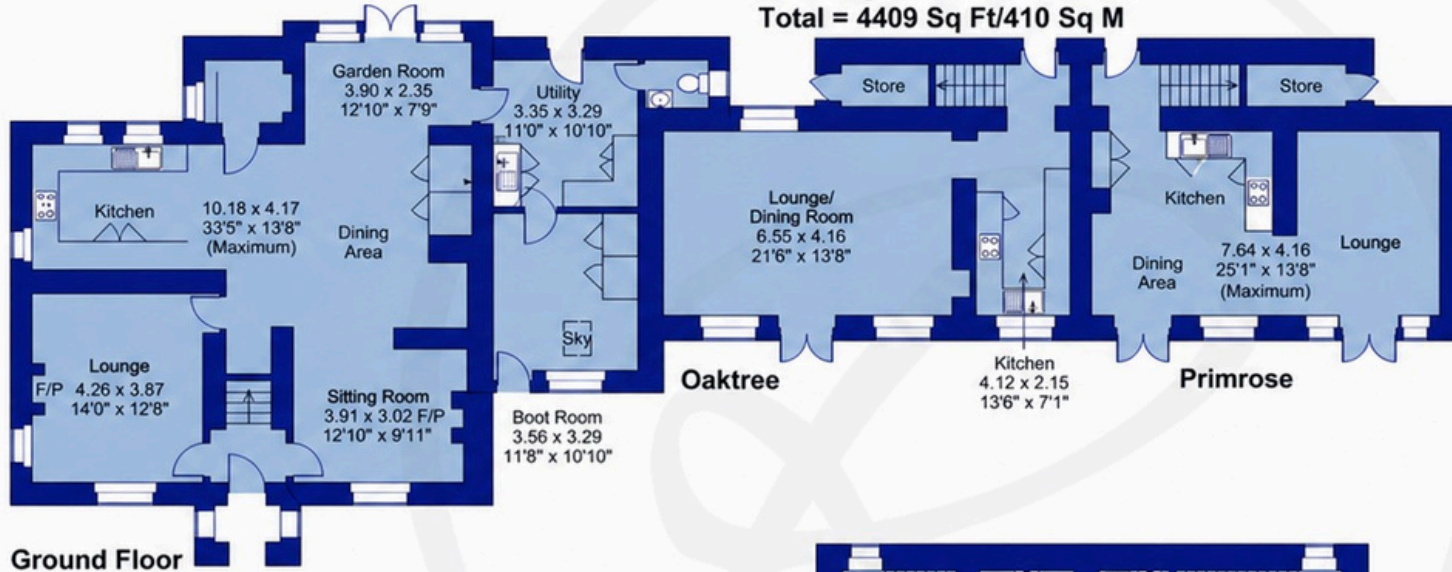 Total = 4409 Sq Ft/410 Sq M
Garden Room
3.90 x 2.35
12'10" x 7'9"
Utility
3.35 x 3.29
11'0" x 10'10"
Store
Store
Kitchen
10.18 x 4.17
33'5" x 13'8"
(Maximum)
Dining
Area
Lounge/
Dining Room
6.55 x 4.16
21'6" x 13'8"
Kitchen
Dining
Area
7.64 x 4.16
25'1" x 13'8"
(Maximum)
Lounge
Lounge
F/P 4.26 x 3.87
14'0" x 12'8"
Sitting Room
3.91 x 3.02 F/P
12'10" x 9'11"
Sky
Boot Room
3.56 x 3.29
11'8" x 10'10"
Oaktree
Kitchen
4.12 x 2.15
13'6" x 7'1"
Primrose
Ground Floor